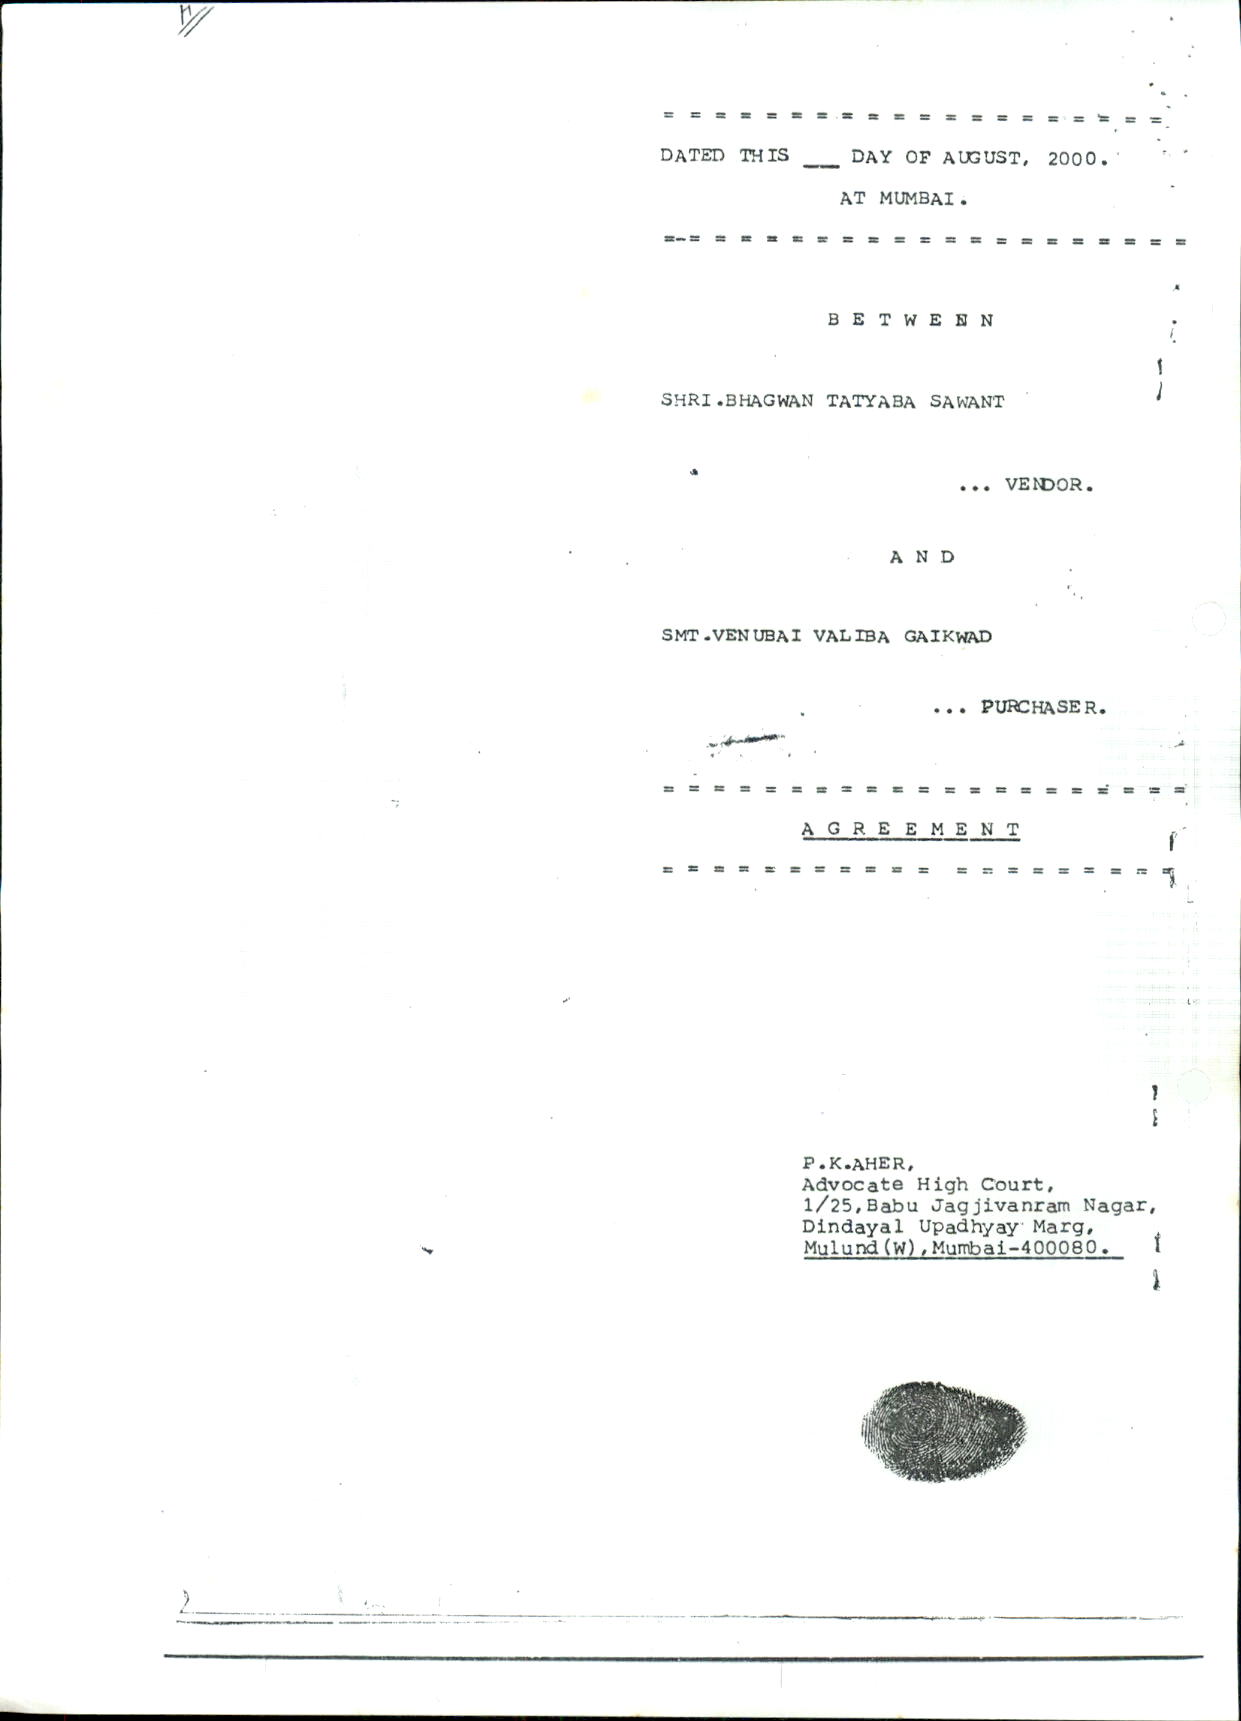 = = = = = = = = = = = = = = = = = = = =
DATED THIS ___ DAY OF AUGUST, 2000.
AT MUMBAI.
=-= = = = = = = = = = = = = = = = = = = =
B E T W E E N
SHRI.BHAGWAN TATYABA SAWANT
... VENDOR.
A N D
SMT.VENUBAI VALIBA GAIKWAD
... PURCHASER.
= = = = = = = = = = = = = = = = = = = = =
A G R E E M E N T
= = = = = = = = = = = = = = = = = = = =
P.K.AHER,
Advocate High Court,
1/25,Babu Jagjivanram Nagar,
Dindayal Upadhyay Marg,
Mulund(W),Mumbai-400080.